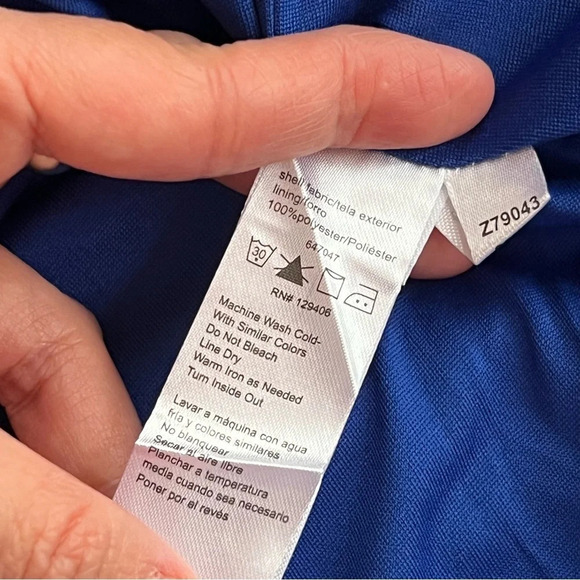 shell fabric/tela exterior
lining/forro
100%polyester/Poliéster
647047
30
RN# 129406
Machine Wash Cold-
With Similar Colors
Do Not Bleach
Line Dry
Warm Iron as Needed
Turn Inside Out
Lavar a máquina con agua
fría y colores similares
No blanquear
Secar al aire libre
Planchar a temperatura
media cuando sea necesario
Poner por el revés
Z79043